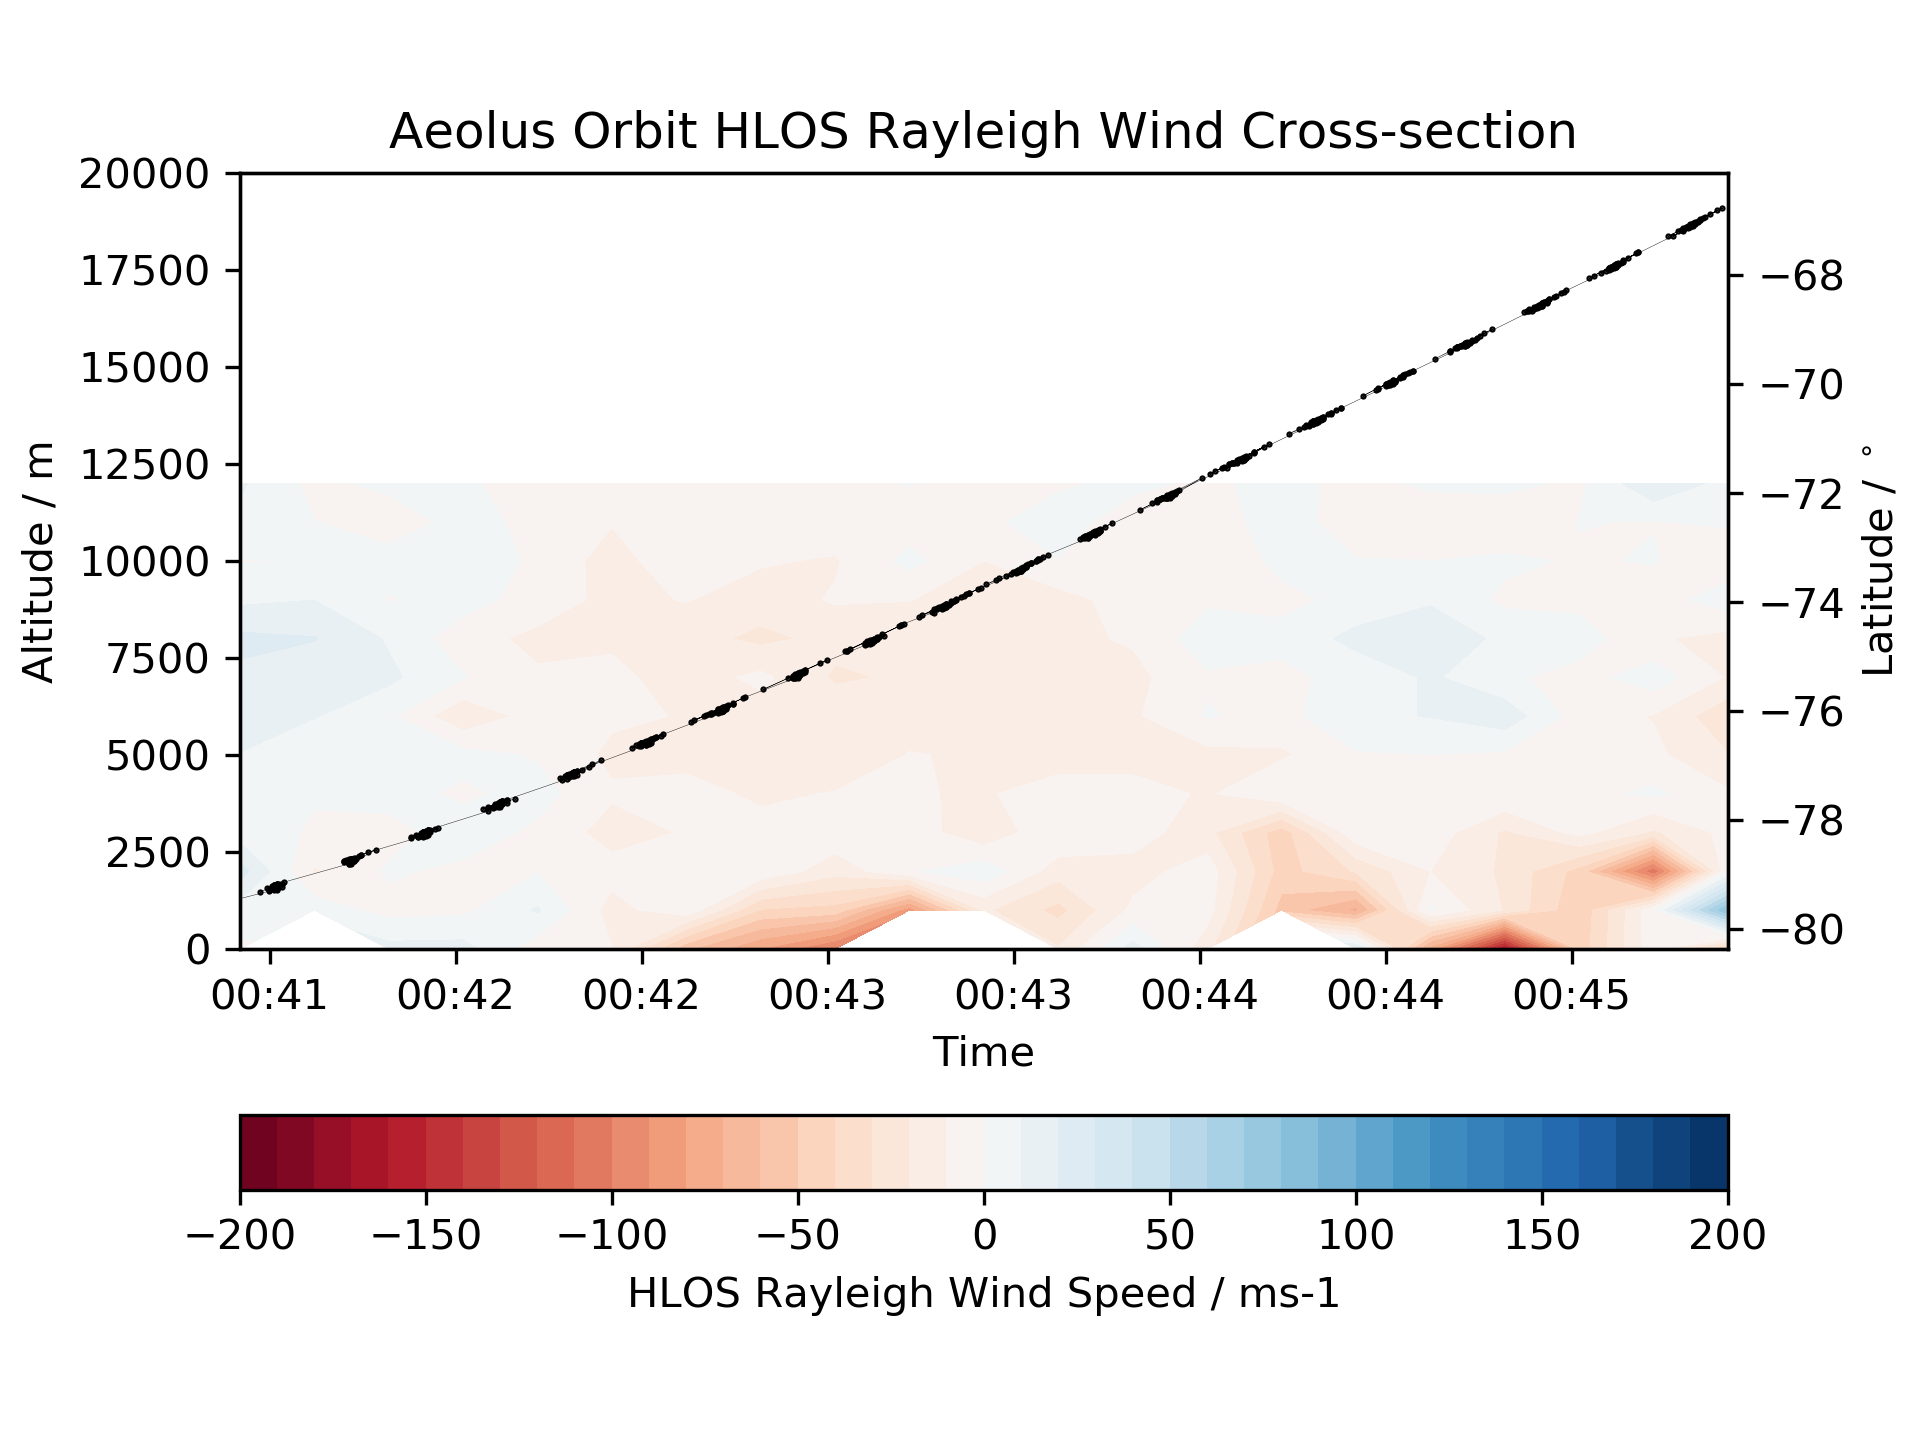 Aeolus Orbit HLOS Rayleigh Wind Cross-section
20000
17500
15000
12500
10000
7500
5000
2500
0
Altitude / m
−68
−70
−72
−74
−76
−78
−80
Latitude / °
00:41 00:42 00:42 00:43 00:43 00:44 00:44 00:45
Time
−200 −150 −100 −50 0 50 100 150 200
HLOS Rayleigh Wind Speed / ms-1